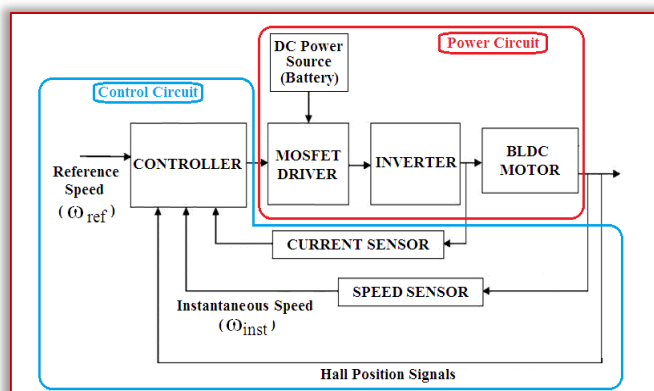 DC Power
Source
(Battery)
Power Circuit
Control Circuit
CONTROLLER
MOSFET
DRIVER
INVERTER
BLDC
MOTOR
Reference
Speed
(ωref)
CURRENT SENSOR
SPEED SENSOR
Instantaneous Speed
(ωinst)
Hall Position Signals